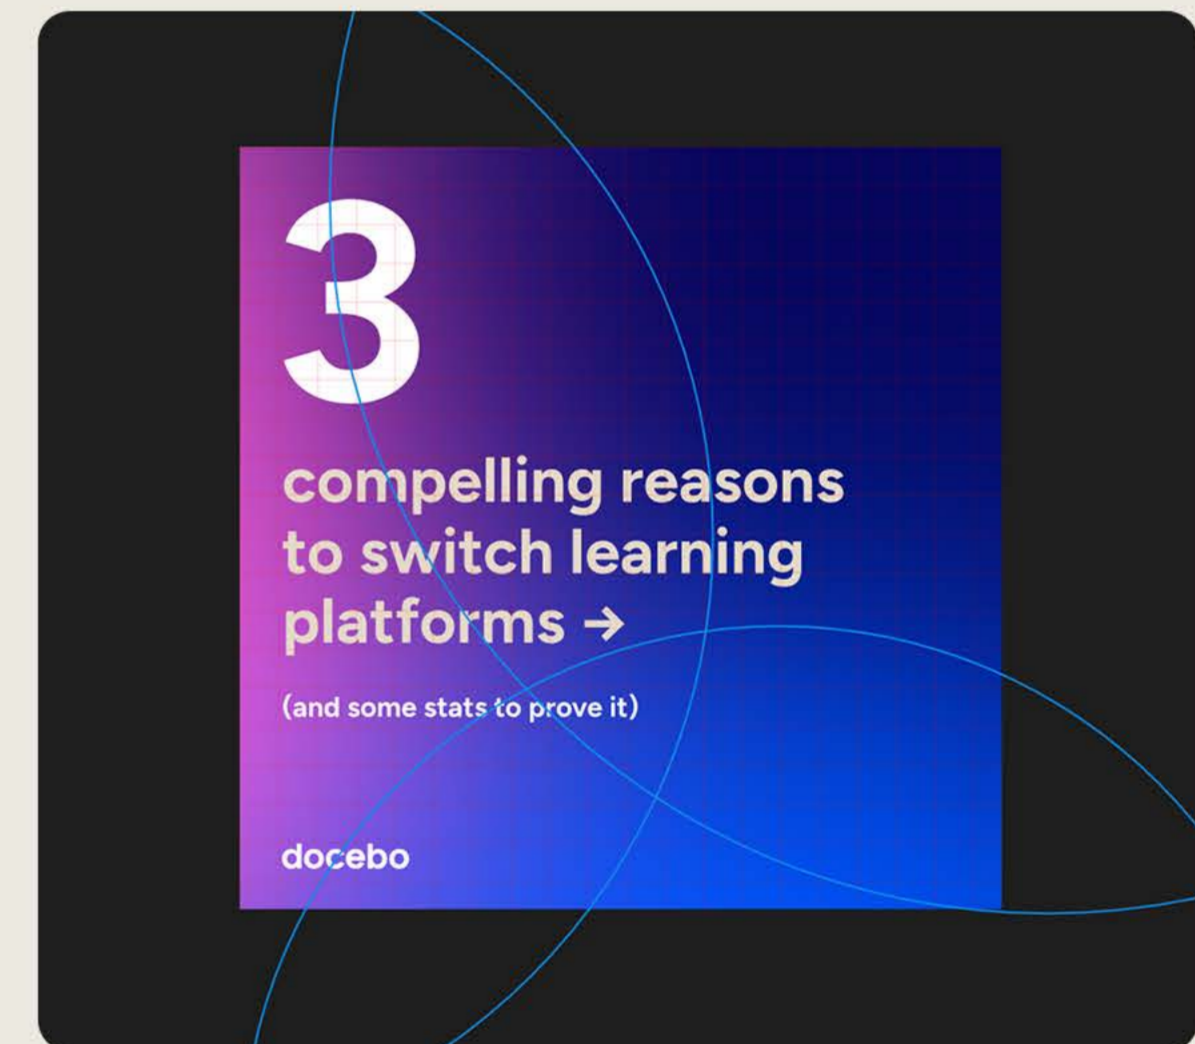 3
compelling reasons
to switch learning
platforms →
(and some stats to prove it)
docebo